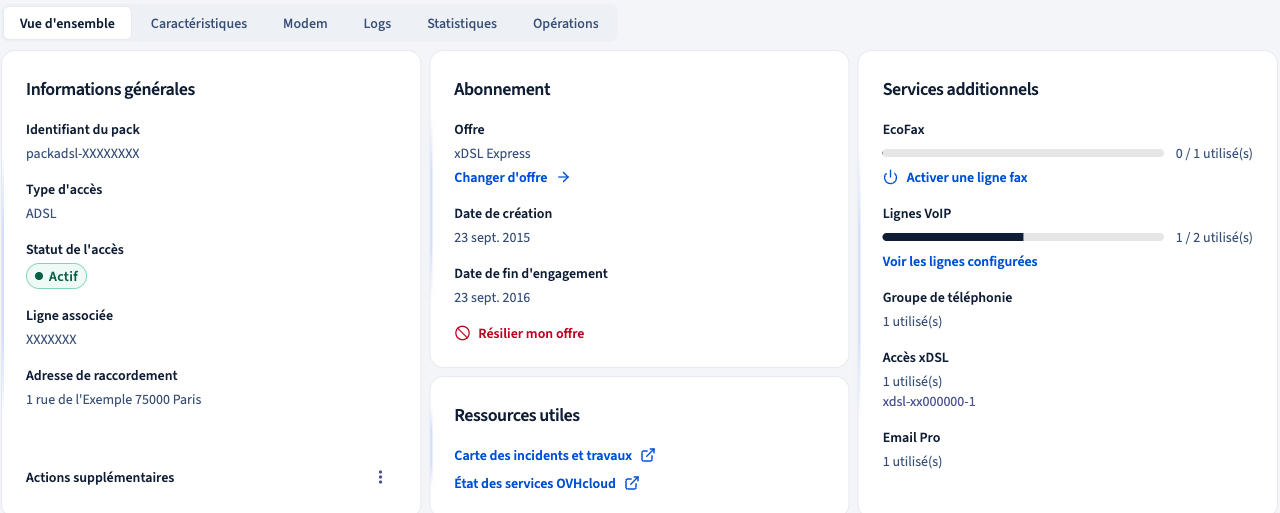 Vue d'ensemble
Caractéristiques
Modem
Logs
Statistiques
Opérations
Informations générales
Identifiant du pack
packadsl-XXXXXXXX
Type d'accès
ADSL
Statut de l'accès
Actif
Ligne associée
XXXXXXX
Adresse de raccordement
1 rue de l'Exemple 75000 Paris
Actions supplémentaires
Abonnement
Offre
xDSL Express
Changer d'offre
Date de création
23 sept. 2015
Date de fin d'engagement
23 sept. 2016
Résilier mon offre
Ressources utiles
Carte des incidents et travaux
État des services OVHcloud
Services additionnels
EcoFax
0 / 1 utilisé(s)
Activer une ligne fax
Lignes VoIP
1 / 2 utilisé(s)
Voir les lignes configurées
Groupe de téléphonie
1 utilisé(s)
Accès xDSL
1 utilisé(s)
xdsl-xx000000-1
Email Pro
1 utilisé(s)